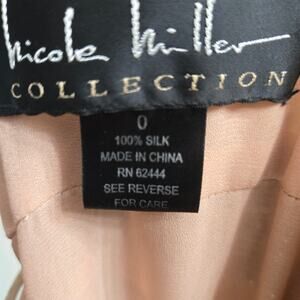 nicole miller
COLLECTION
0
100% SILK
MADE IN CHINA
RN 62444
SEE REVERSE
FOR CARE